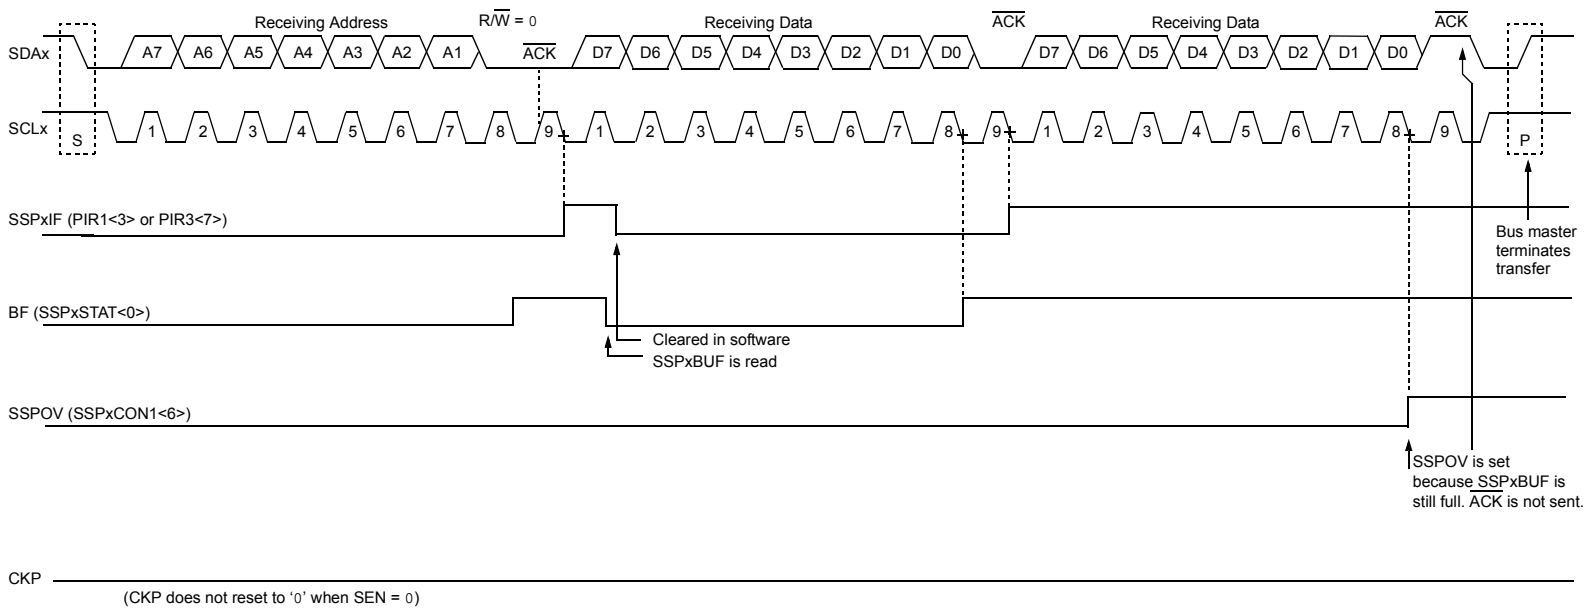 Receiving Address
R/W = 0
Receiving Data
ACK
Receiving Data
ACK
SDAx
A7 A6 A5 A4 A3 A2 A1
ACK
D7 D6 D5 D4 D3 D2 D1 D0
D7 D6 D5 D4 D3 D2 D1 D0
SCLx
S
1 2 3 4 5 6 7 8 9
1 2 3 4 5 6 7 8 9
1 2 3 4 5 6 7 8 9
P
SSPxIF (PIR1<3> or PIR3<7>)
Bus master
terminates
transfer
BF (SSPxSTAT<0>)
Cleared in software
SSPxBUF is read
SSPOV (SSPxCON1<6>)
SSPOV is set
because SSPxBUF is
still full. ACK is not sent.
CKP
(CKP does not reset to ‘0’ when SEN = 0)